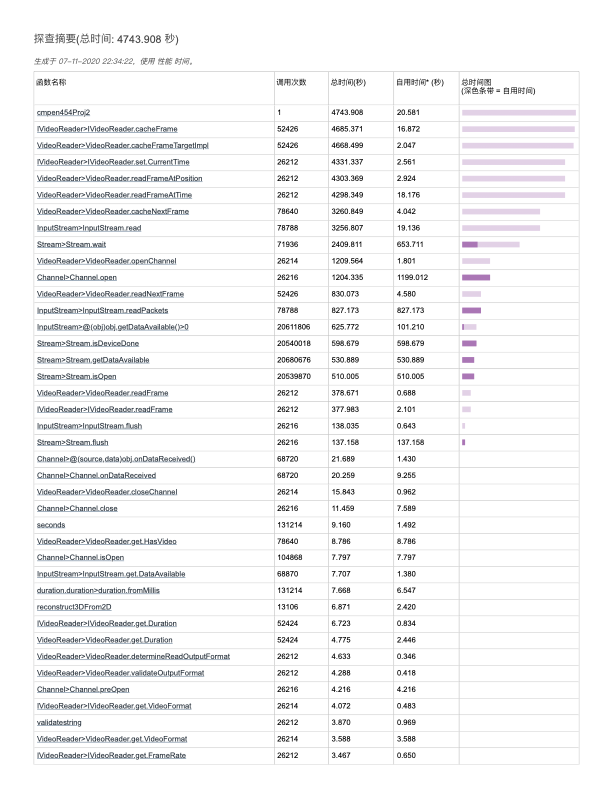 探查摘要(总时间: 4743.908 秒)
生成于 07-11-2020 22:34:22，使用 性能 时间。
函数名称 调用次数 总时间(秒) 自用时间* (秒) 总时间图
(深色条带 = 自用时间)
cmpen454Proj2 1 4743.908 20.581
IVideoReader>IVideoReader.cacheFrame 52426 4685.371 16.872
VideoReader>VideoReader.cacheFrameTargetImpl 52426 4668.499 2.047
IVideoReader>IVideoReader.set.CurrentTime 26212 4331.337 2.561
VideoReader>VideoReader.readFrameAtPosition 26212 4303.369 2.924
VideoReader>VideoReader.readFrameAtTime 26212 4298.349 18.176
VideoReader>VideoReader.cacheNextFrame 78640 3260.849 4.042
InputStream>InputStream.read 78788 3256.807 19.136
Stream>Stream.wait 71936 2409.811 653.711
VideoReader>VideoReader.openChannel 26214 1209.564 1.801
Channel>Channel.open 26216 1204.335 1199.012
VideoReader>VideoReader.readNextFrame 52426 830.073 4.580
InputStream>InputStream.readPackets 78788 827.173 827.173
InputStream>@(obj)obj.getDataAvailable()>0 20611806 625.772 101.210
Stream>Stream.isDeviceDone 20540018 598.679 598.679
Stream>Stream.getDataAvailable 20680676 530.889 530.889
Stream>Stream.isOpen 20539870 510.005 510.005
VideoReader>VideoReader.readFrame 26212 378.671 0.688
IVideoReader>IVideoReader.readFrame 26212 377.983 2.101
InputStream>InputStream.flush 26216 138.035 0.643
Stream>Stream.flush 26216 137.158 137.158
Channel>@(source,data)obj.onDataReceived() 68720 21.689 1.430
Channel>Channel.onDataReceived 68720 20.259 9.255
VideoReader>VideoReader.closeChannel 26214 15.843 0.962
Channel>Channel.close 26216 11.459 7.589
seconds 131214 9.160 1.492
VideoReader>VideoReader.get.HasVideo 78640 8.786 8.786
Channel>Channel.isOpen 104868 7.797 7.797
InputStream>InputStream.get.DataAvailable 68870 7.707 1.380
duration.duration>duration.fromMillis 131214 7.668 6.547
reconstruct3DFrom2D 13106 6.871 2.420
IVideoReader>IVideoReader.get.Duration 52424 6.723 0.834
VideoReader>VideoReader.get.Duration 52424 4.775 2.446
VideoReader>VideoReader.determineReadOutputFormat 26212 4.633 0.346
VideoReader>VideoReader.validateOutputFormat 26212 4.288 0.418
Channel>Channel.preOpen 26216 4.216 4.216
IVideoReader>IVideoReader.get.VideoFormat 26214 4.072 0.483
validatestring 26212 3.870 0.969
VideoReader>VideoReader.get.VideoFormat 26214 3.588 3.588
IVideoReader>IVideoReader.get.FrameRate 26212 3.467 0.650